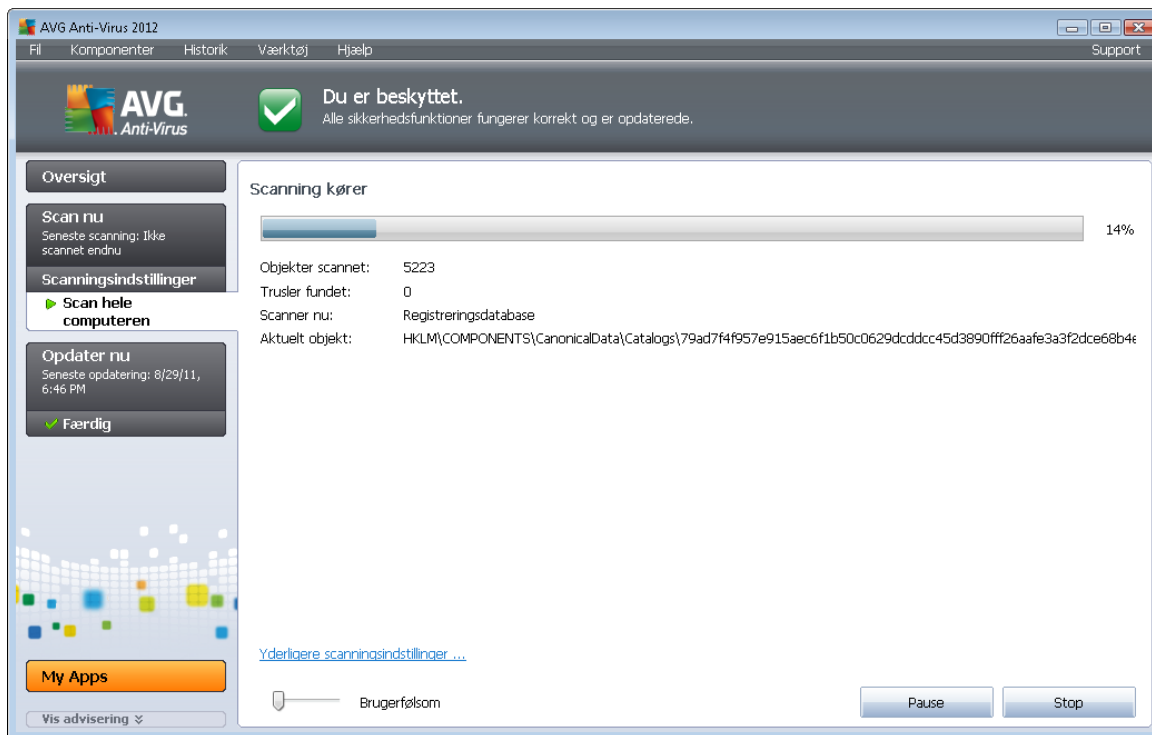 AVG Anti-Virus 2012
Fil Komponenter Historik Værktøj Hjælp Support
AVG.
Anti-Virus
Du er beskyttet.
Alle sikkerhedsfunktioner fungerer korrekt og er opdaterede.
Oversigt
Scan nu
Seneste scanning: Ikke
scannet endnu
Scanningsindstillinger
Scan hele
computeren
Opdater nu
Seneste opdatering: 8/29/11,
6:46 PM
Færdig
My Apps
Vis advisering
Scanning kører
14%
Objekter scannet: 5223
Trusler fundet: 0
Scanner nu: Registreringsdatabase
Aktuelt objekt: HKLM\COMPONENTS\CanonicalData\Catalogs\79ad7f4f957e915aec6f1b50c0629dcddcc45d3890fff26aafe3a3f2dce68b4e
Yderligere scanningsindstillinger ...
Brugerfølsom
Pause Stop